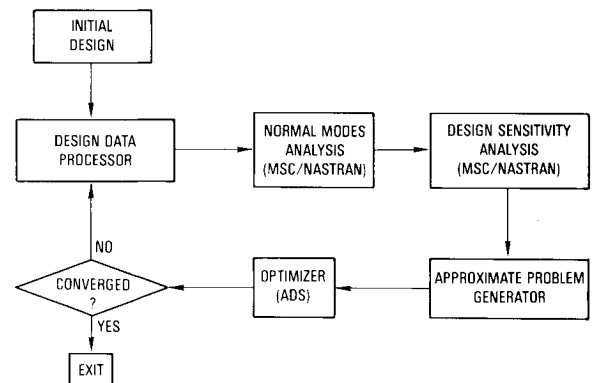 INITIAL
DESIGN
DESIGN DATA
PROCESSOR
NORMAL MODES
ANALYSIS
(MSC/NASTRAN)
DESIGN SENSITIVITY
ANALYSIS
(MSC/NASTRAN)
APPROXIMATE PROBLEM
GENERATOR
OPTIMIZER
(ADS)
CONVERGED
?
NO
YES
EXIT